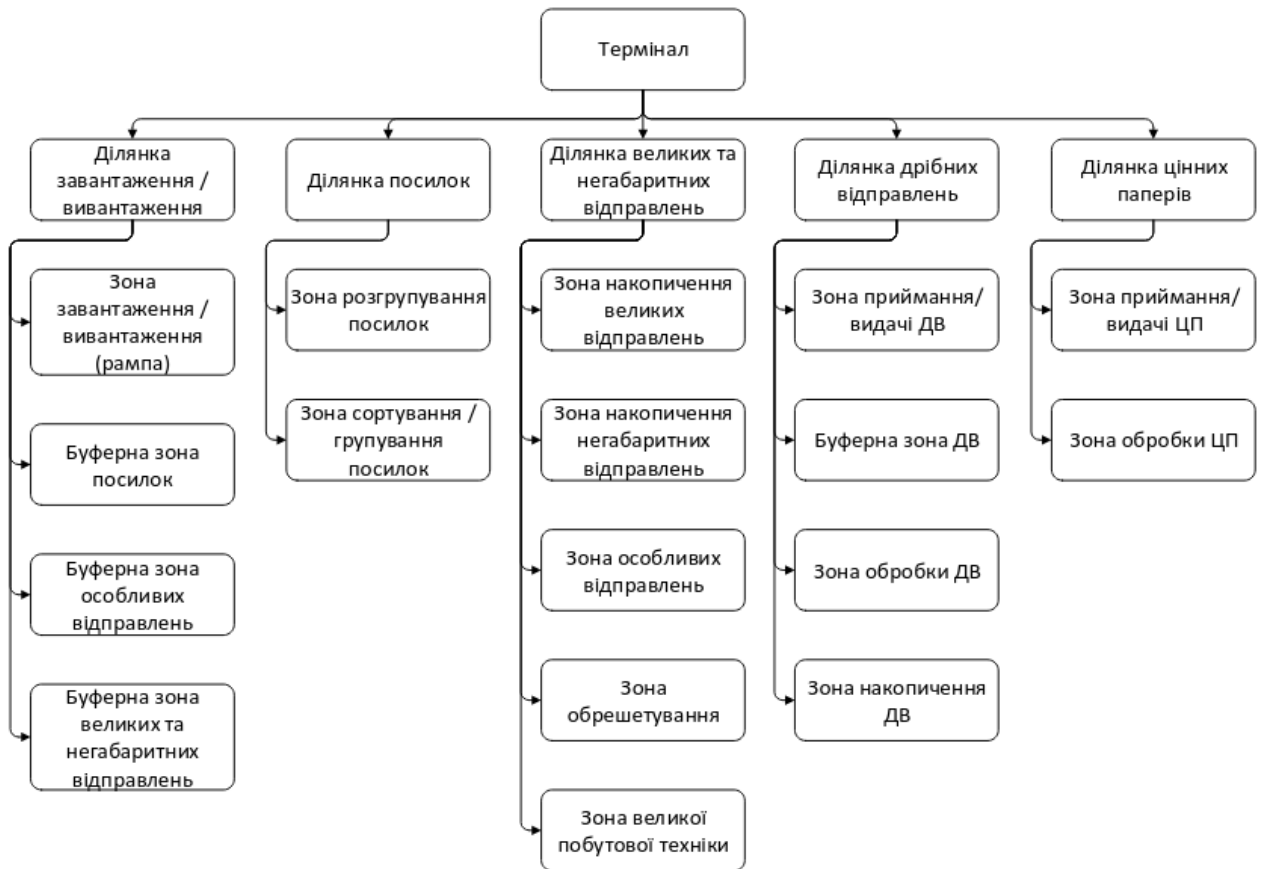 Термінал
Ділянка
завантаження /
вивантаження
Ділянка посилок
Ділянка великих та
негабаритних
відправлень
Ділянка дрібних
відправлень
Ділянка цінних
паперів
Зона
завантаження /
вивантаження
(рампа)
Буферна зона
посилок
Буферна зона
особливих
відправлень
Буферна зона
великих та
негабаритних
відправлень
Зона розгрупування
посилок
Зона сортування /
групування
посилок
Зона накопичення
великих
відправлень
Зона накопичення
негабаритних
відправлень
Зона особливих
відправлень
Зона
обрешетування
Зона великої
побутової техніки
Зона приймання/
видачі ДВ
Буферна зона ДВ
Зона обробки ДВ
Зона накопичення
ДВ
Зона приймання/
видачі ЦП
Зона обробки ЦП